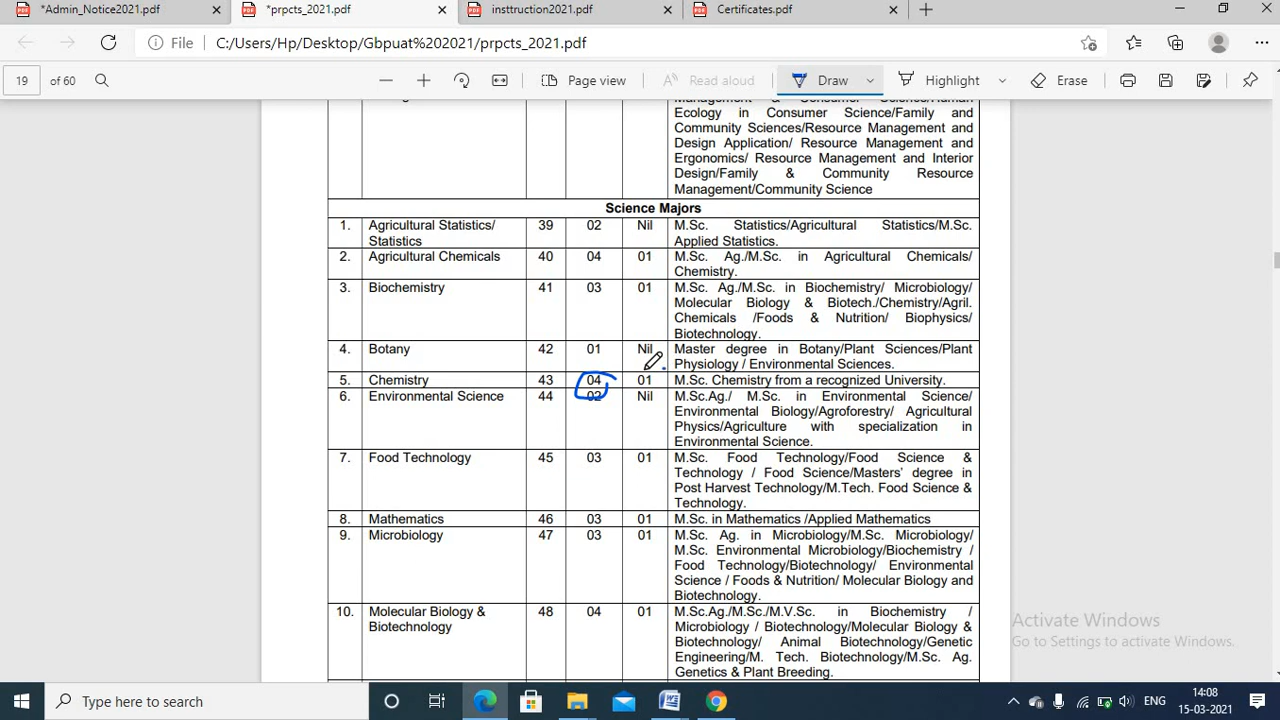 *Admin_Notice2021.pdf
*prpcts_2021.pdf
insttruction2021.pdf
Certificates.pdf
File
C:/Users/Hp/Desktop/Gbpuat%202021/prpcts_2021.pdf
19 of 60
Page view
Read aloud
Draw
Highlight
Erase
Management & Consumer Science/Human
Ecology in Consumer Science/Family and
Community Sciences/Resource Management and
Design Application/ Resource Management and
Ergonomics/ Resource Management and Interior
Design/Family & Community Resource
Management/Community Science
Science Majors
1. Agricultural Statistics/ 39 02 Nil M.Sc. Statistics/Agricultural Statistics/M.Sc.
Statistics Applied Statistics.
2. Agricultural Chemicals 40 04 01 M.Sc. Ag./M.Sc. in Agricultural Chemicals/
Chemistry.
3. Biochemistry 41 03 01 M.Sc. Ag./M.Sc. in Biochemistry/ Microbiology/
Molecular Biology & Biotech./Chemistry/Agril.
Chemicals /Foods & Nutrition/ Biophysics/
Biotechnology.
4. Botany 42 01 Nil Master degree in Botany/Plant Sciences/Plant
Physiology / Environmental Sciences.
5. Chemistry 43 04 01 M.Sc. Chemistry from a recognized University.
6. Environmental Science 44 02 Nil M.Sc.Ag./ M.Sc. in Environmental Science/
Environmental Biology/Agroforestry/ Agricultural
Physics/Agriculture with specialization in
Environmental Science.
7. Food Technology 45 03 01 M.Sc. Food Technology/Food Science &
Technology / Food Science/Masters' degree in
Post Harvest Technology/M.Tech. Food Science &
Technology.
8. Mathematics 46 03 01 M.Sc. in Mathematics /Applied Mathematics
9. Microbiology 47 03 01 M.Sc. Ag. in Microbiology/M.Sc. Microbiology/
M.Sc. Environmental Microbiology/Biochemistry /
Food Technology/Biotechnology/ Environmental
Science / Foods & Nutrition/ Molecular Biology and
Biotechnology.
10. Molecular Biology & 48 04 01 M.Sc.Ag./M.Sc./M.V.Sc. in Biochemistry /
Biotechnology Microbiology / Biotechnology/Molecular Biology &
Biotechnology/ Animal Biotechnology/Genetic
Engineering/M. Tech. Biotechnology/M.Sc. Ag.
Genetics & Plant Breeding.
Activate Windows
Go to Settings to activate Windows.
Type here to search
ENG
14:08
15-03-2021